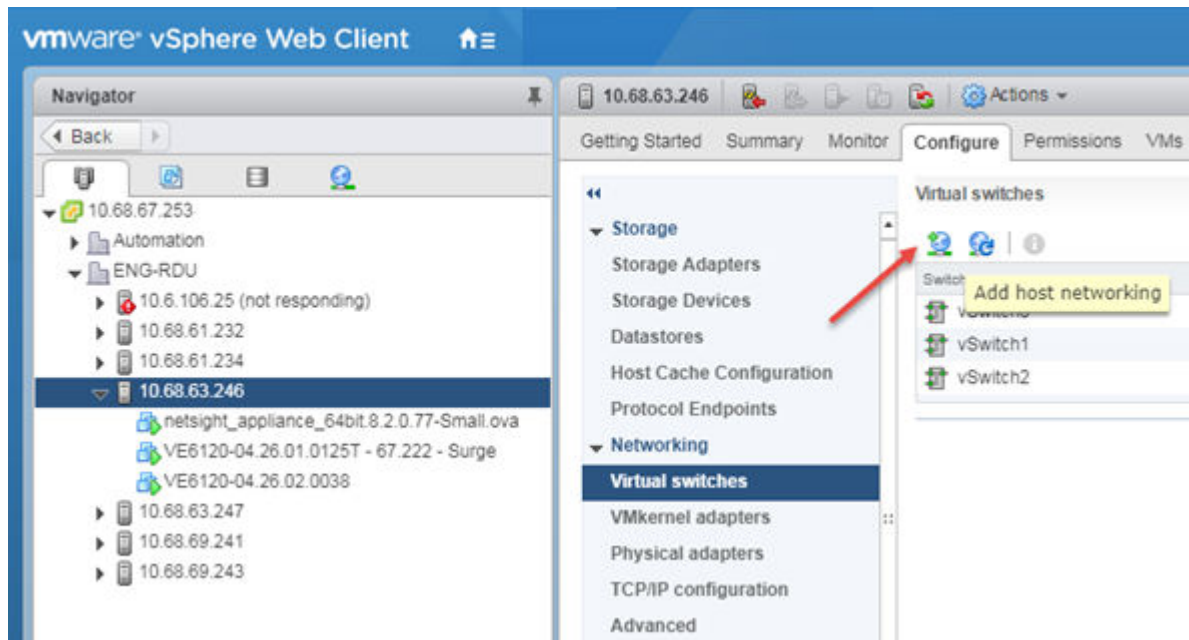 vmware® vSphere Web Client
Navigator
Back
10.68.67.253
Automation
ENG-RDU
10.6.106.25 (not responding)
10.68.61.232
10.68.61.234
10.68.63.246
netsight_appliance_64bit.8.2.0.77-Small.ova
VE6120-04.26.01.0125T - 67.222 - Surge
VE6120-04.26.02.0038
10.68.63.247
10.68.69.241
10.68.69.243
10.68.63.246 Actions
Getting Started Summary Monitor Configure Permissions VMs
Storage
Storage Adapters
Storage Devices
Datastores
Host Cache Configuration
Protocol Endpoints
Networking
Virtual switches
VMkernel adapters
Physical adapters
TCP/IP configuration
Advanced
Virtual switches
Switch
Add host networking
vSwitch0
vSwitch1
vSwitch2